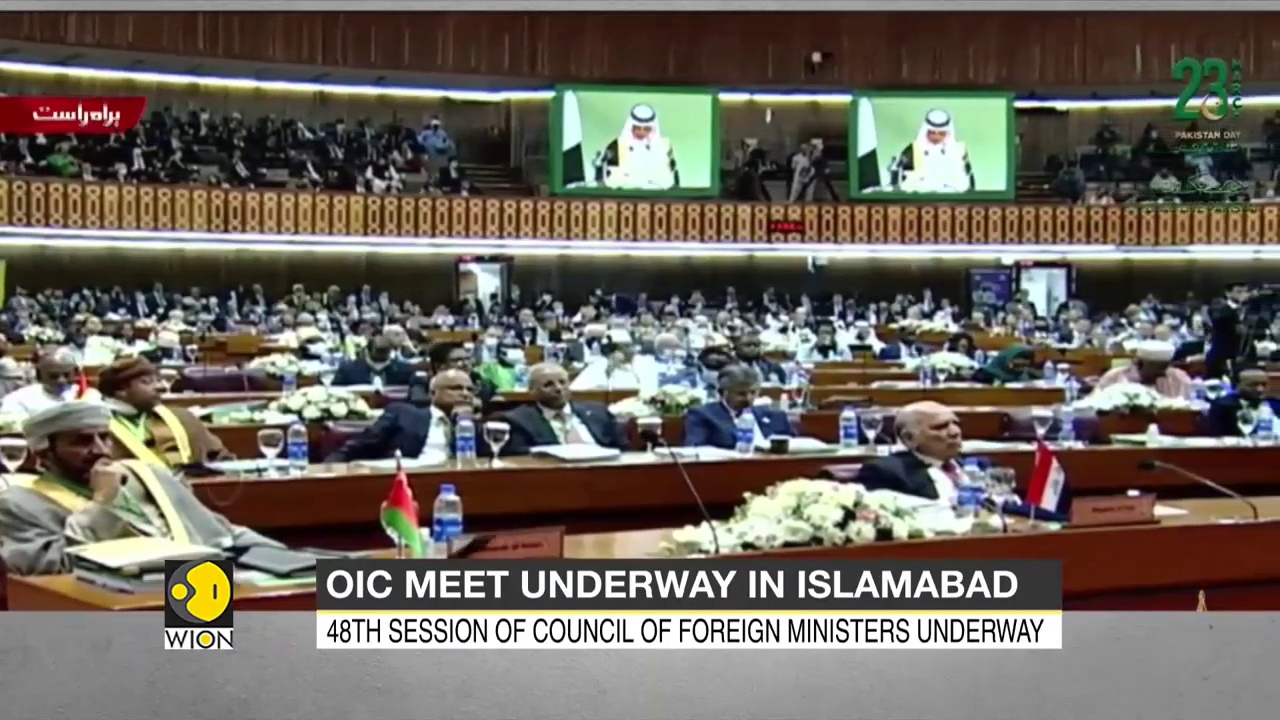 براہ راست
23
MARCH
PAKISTAN DAY
OIC MEET UNDERWAY IN ISLAMABAD
48TH SESSION OF COUNCIL OF FOREIGN MINISTERS UNDERWAY
WION